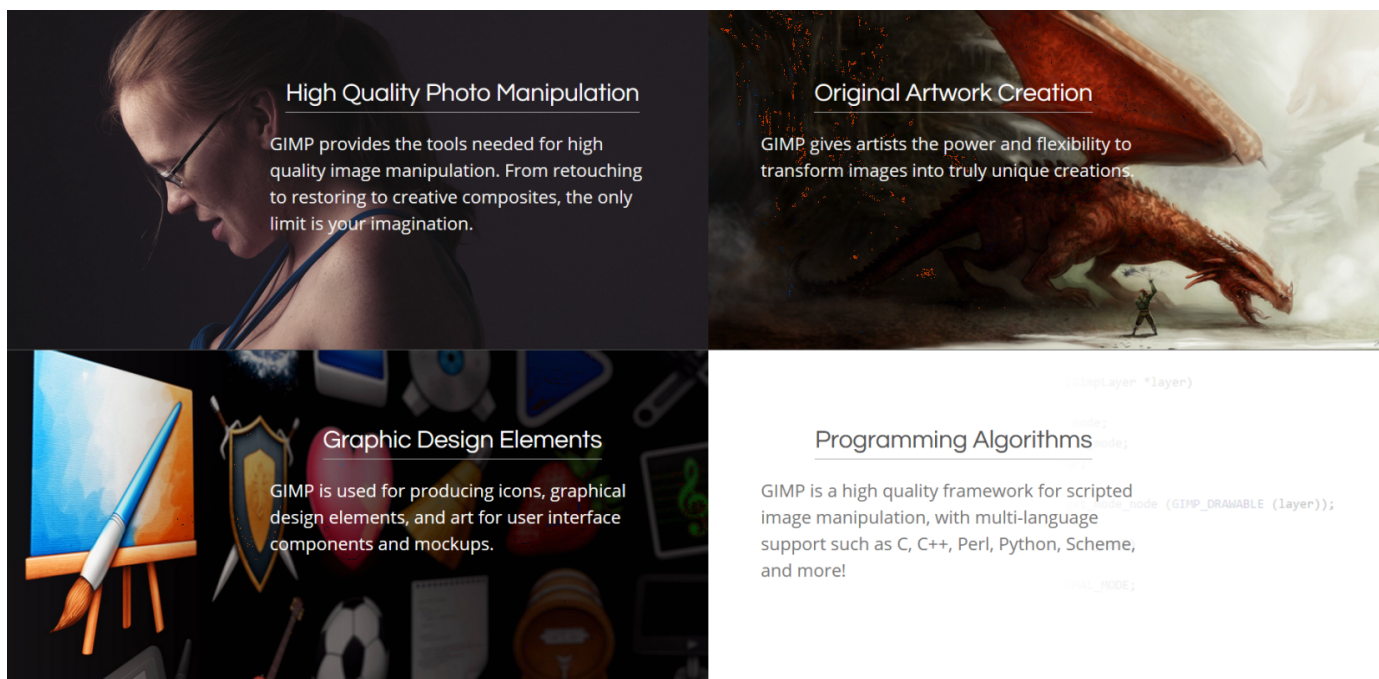 High Quality Photo Manipulation
GIMP provides the tools needed for high
quality image manipulation. From retouching
to restoring to creative composites, the only
limit is your imagination.
Original Artwork Creation
GIMP gives artists the power and flexibility to
transform images into truly unique creations.
Graphic Design Elements
GIMP is used for producing icons, graphical
design elements, and art for user interface
components and mockups.
Programming Algorithms
GIMP is a high quality framework for scripted
image manipulation, with multi-language
support such as C, C++, Perl, Python, Scheme,
and more!
*layer)
(GIMP_DRAWABLE (layer));